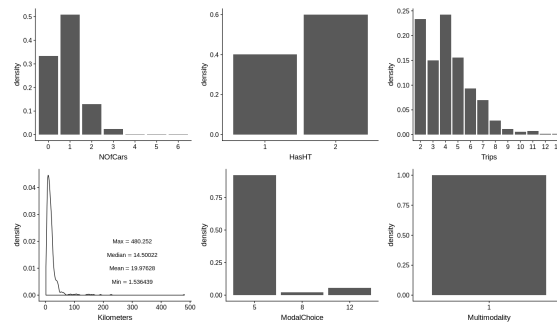 density
0.6
0.5
0.4
0.3
0.2
0.1
0.0
0 1 2 3 4 5 6
NOfCars
density
0.6
0.4
0.2
0.0
1 2
HasHT
density
0.25
0.20
0.15
0.10
0.05
0.00
2 3 4 5 6 7 8 9 10 11 12
Trips
density
0.04
0.03
0.02
0.01
0.00
Max = 480.252
Median = 14.50022
Mean = 19.97628
Min = 1.536439
0 100 200 300 400 500
Kilometers
density
0.75
0.50
0.25
0.00
5 8 12
ModalChoice
density
1.00
0.75
0.50
0.25
0.00
1
Multimodality